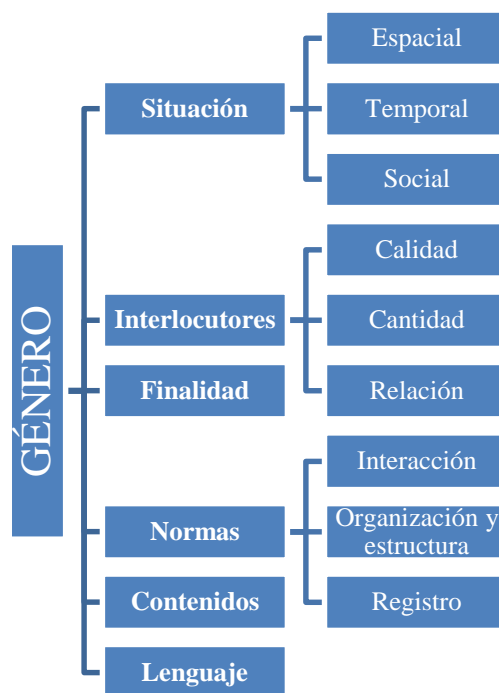 GÉNERO
Situación
Espacial
Temporal
Social
Interlocutores
Calidad
Cantidad
Relación
Finalidad
Normas
Interacción
Organización y
estructura
Registro
Contenidos
Lenguaje